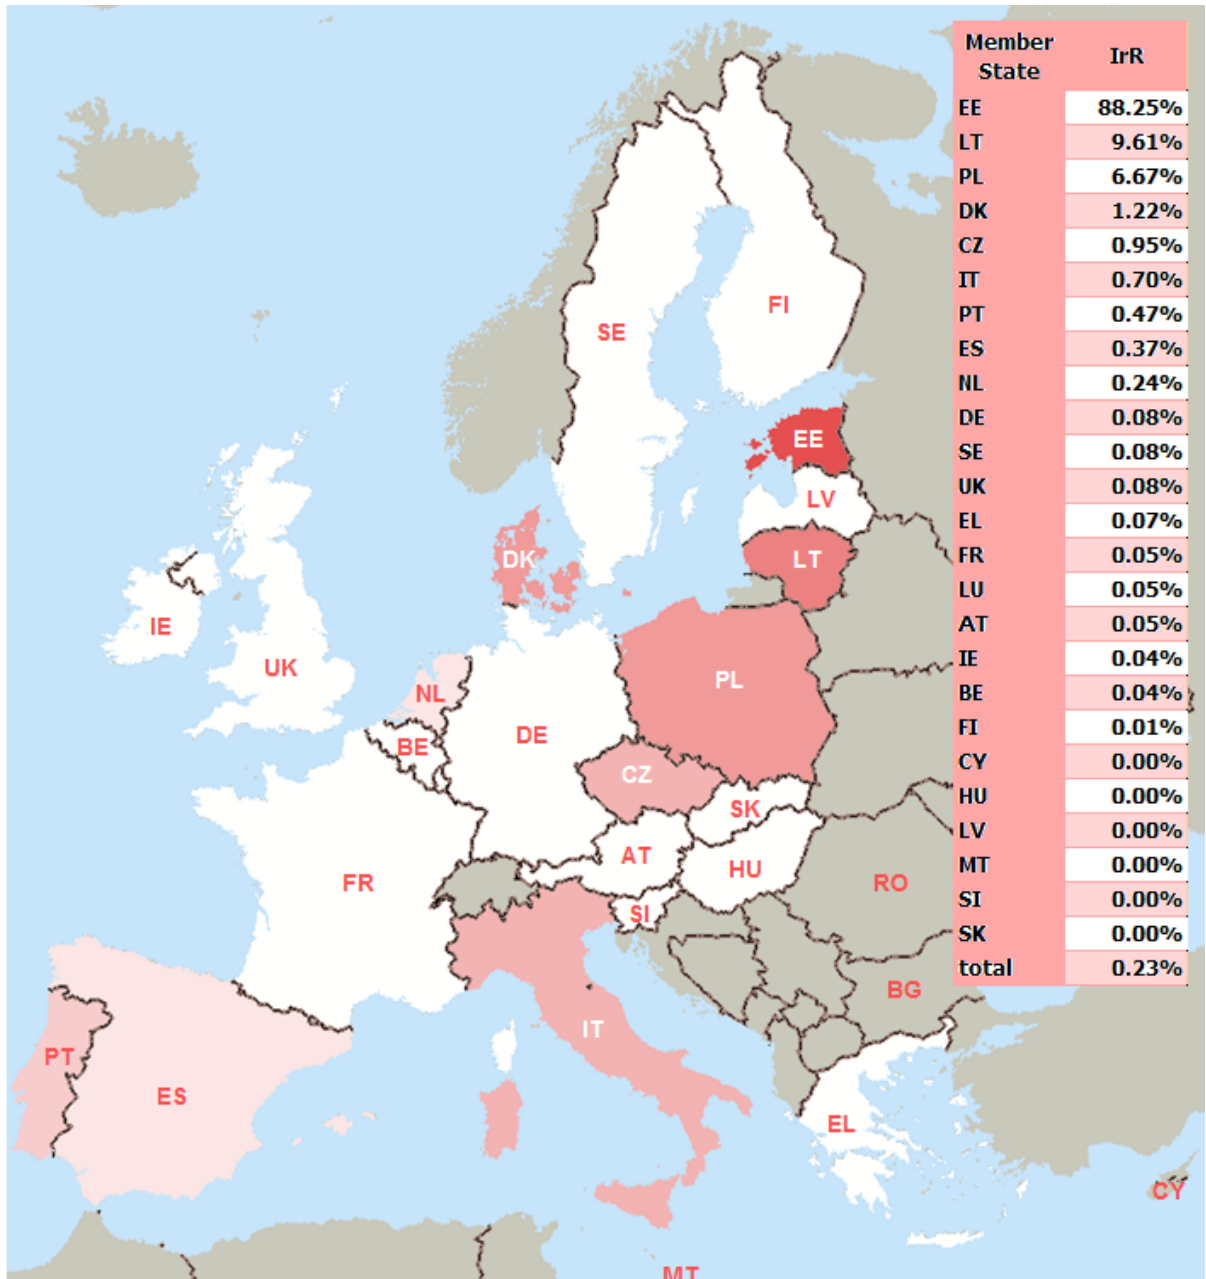 Member State IrR
EE 88.25%
LT 9.61%
PL 6.67%
DK 1.22%
CZ 0.95%
IT 0.70%
PT 0.47%
ES 0.37%
NL 0.24%
DE 0.08%
SE 0.08%
UK 0.08%
EL 0.07%
FR 0.05%
LU 0.05%
AT 0.05%
IE 0.04%
BE 0.04%
FI 0.01%
CY 0.00%
HU 0.00%
LV 0.00%
MT 0.00%
SI 0.00%
SK 0.00%
total 0.23%
FI
SE
EE
LV
DK
LT
IE
UK
PL
NL
DE
BE
CZ
SK
AT
HU
FR
RO
SI
BG
IT
PT
ES
EL
CY
MT